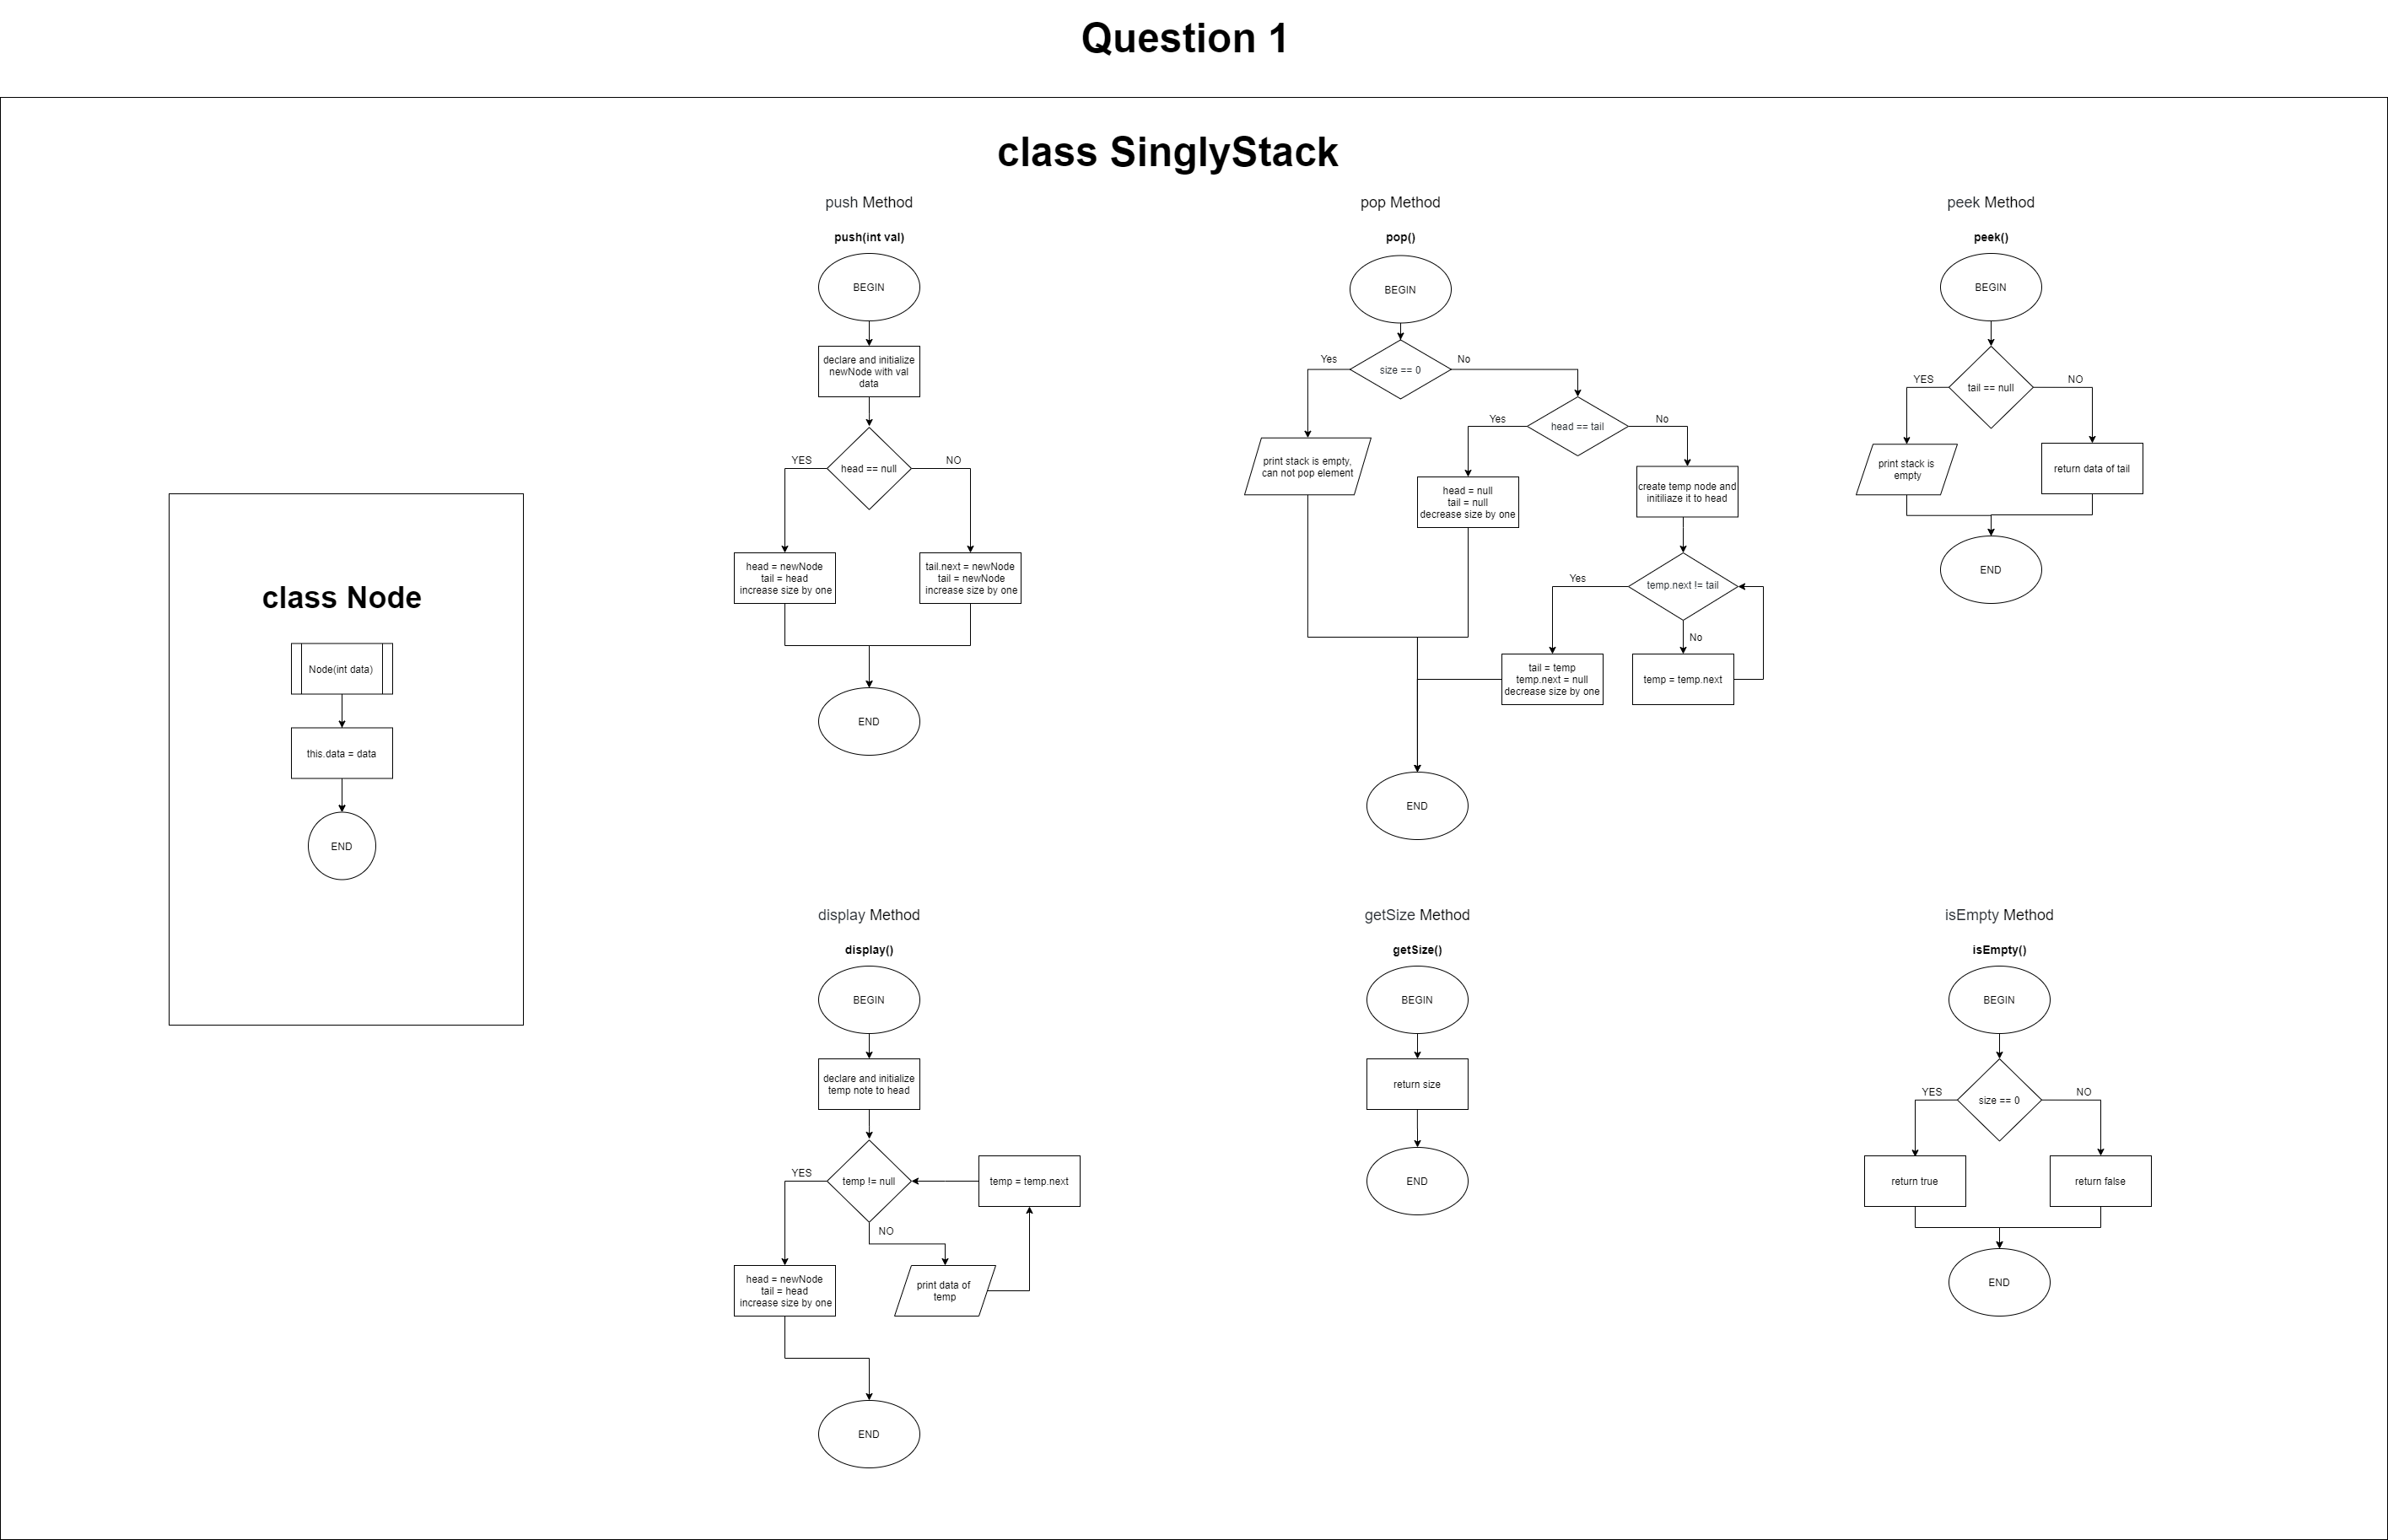 Question 1
class SinglyStack
class Node
Node(int data)
this.data = data
END
push Method
push(int val)
BEGIN
declare and initialize
newNode with val
data
head == null
YES
NO
head = newNode
tail = head
increase size by one
tail.next = newNode
tail = newNode
increase size by one
END
pop Method
pop()
BEGIN
size == 0
Yes
No
print stack is empty,
can not pop element
head == tail
Yes
No
head = null
tail = null
decrease size by one
create temp node and
initiliaze it to head
temp.next != tail
Yes
No
tail = temp
temp.next = null
decrease size by one
temp = temp.next
END
peek Method
peek()
BEGIN
tail == null
YES
NO
print stack is
empty
return data of tail
END
display Method
display()
BEGIN
declare and initialize
temp note to head
temp != null
YES
NO
temp = temp.next
head = newNode
tail = head
increase size by one
print data of
temp
END
getSize Method
getSize()
BEGIN
return size
END
isEmpty Method
isEmpty()
BEGIN
size == 0
YES
NO
return true
return false
END